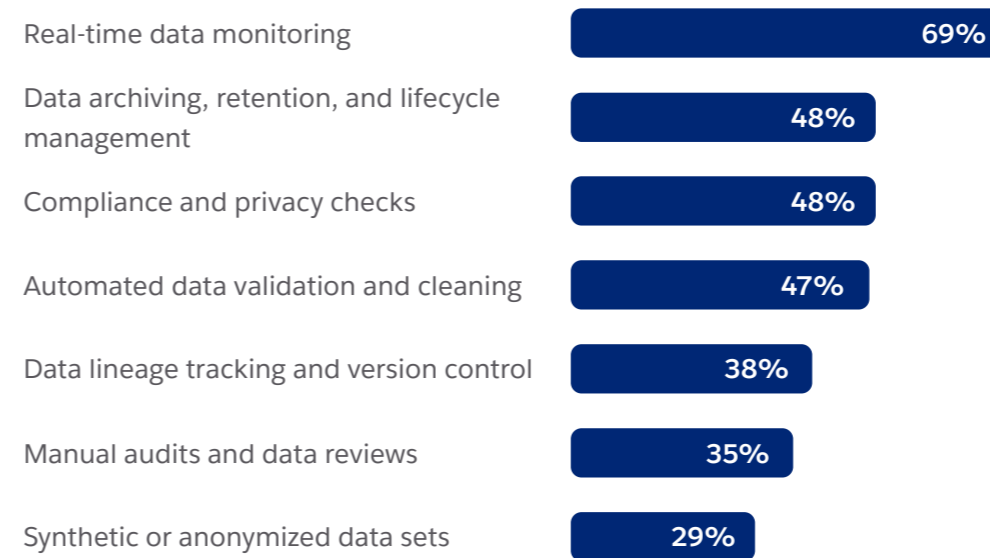 Real-time data monitoring 69%
Data archiving, retention, and lifecycle
management 48%
Compliance and privacy checks 48%
Automated data validation and cleaning 47%
Data lineage tracking and version control 38%
Manual audits and data reviews 35%
Synthetic or anonymized data sets 29%